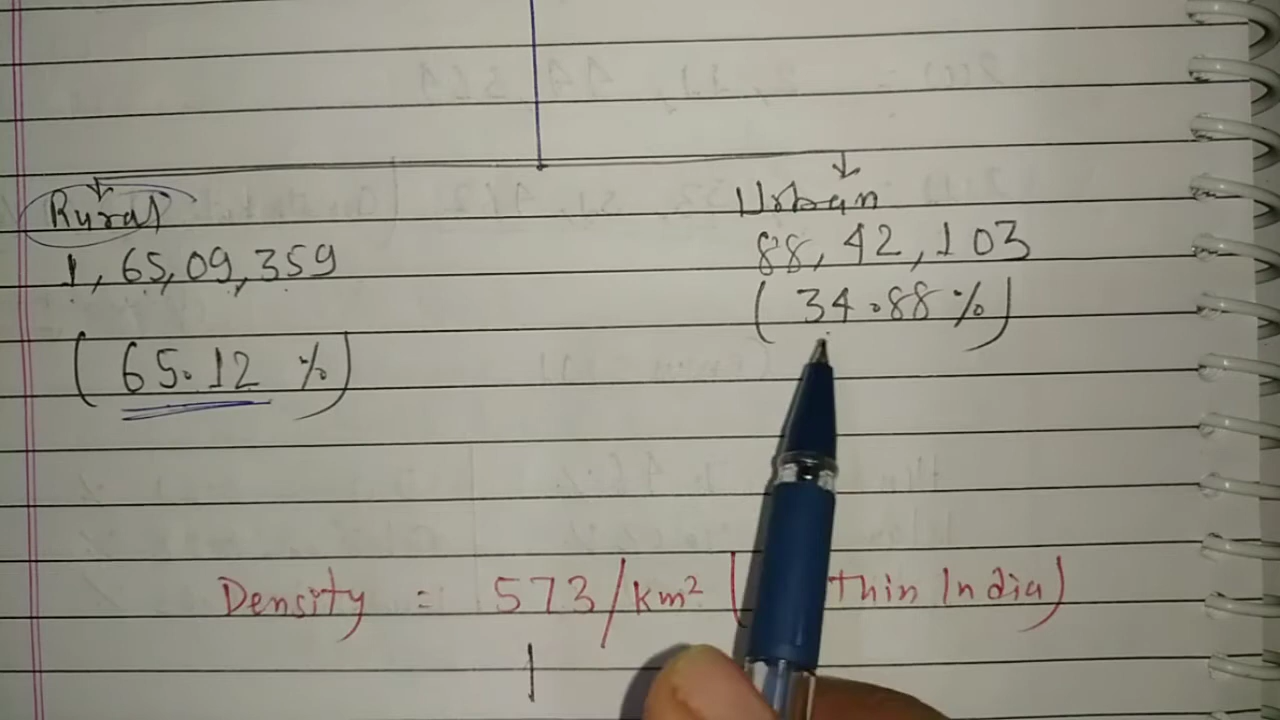 Rural
Urban
1,65,09,359
88,42,103
(65.12 %)
(34.88%)
Density = 573/km² ( thin India)